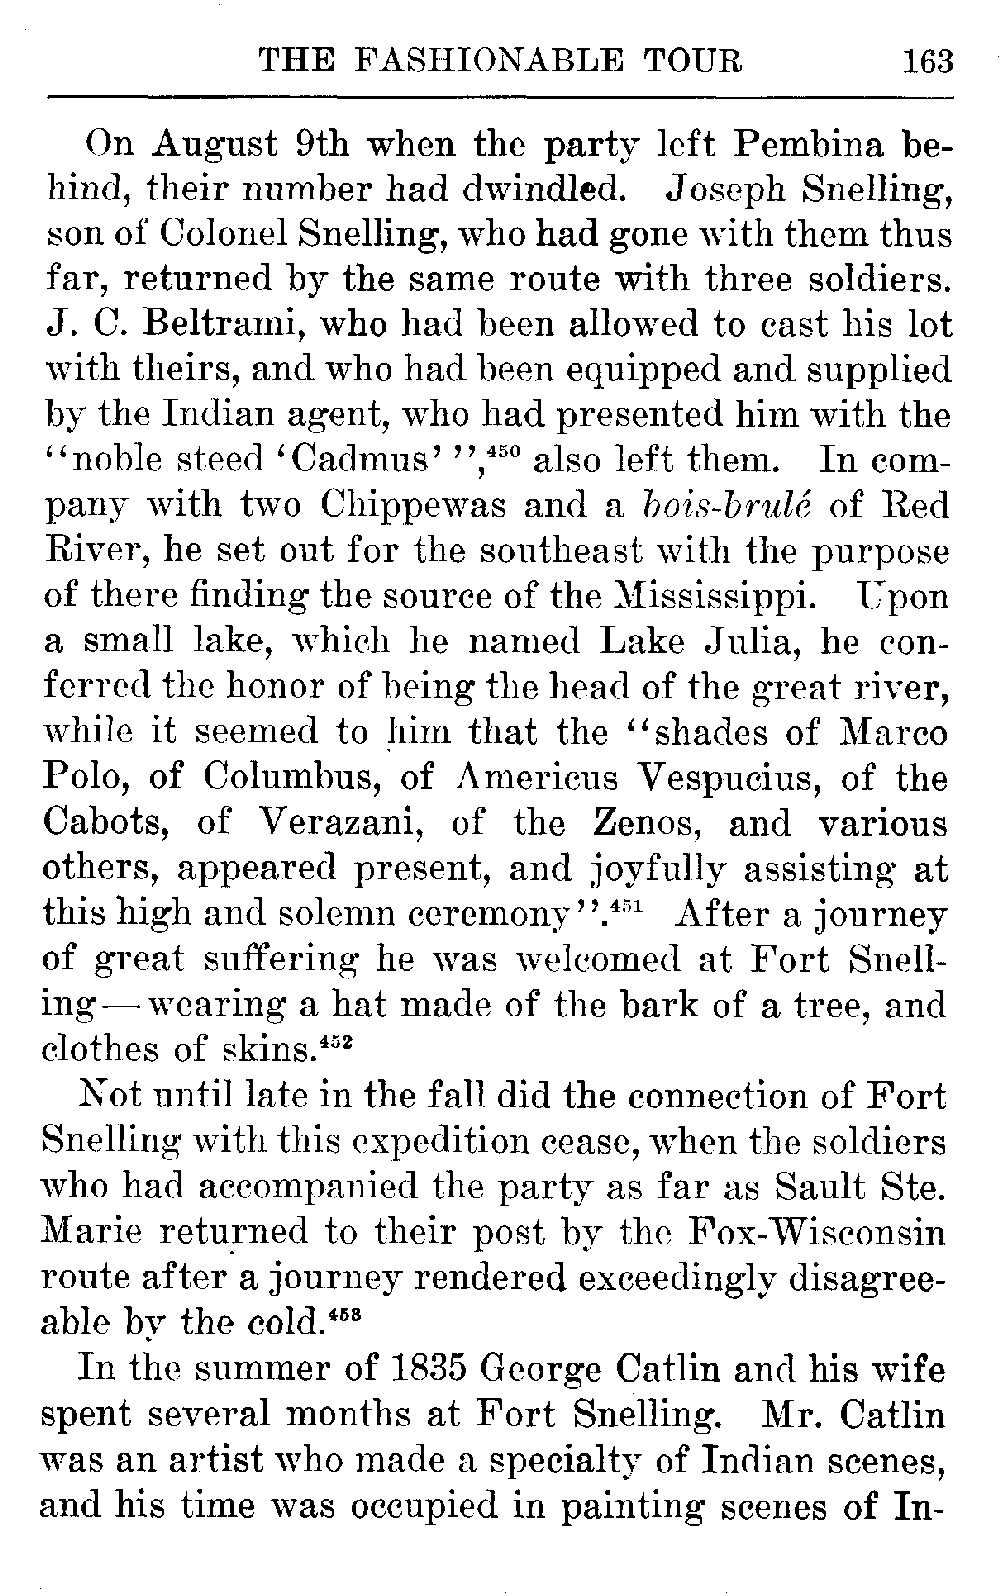 THE FASHIONABLE TOUR 163
On August 9th when the party left Pembina be-
hind, their number had dwindled. Joseph Snelling,
son of Colonel Snelling, who had gone with them thus
far, returned by the same route with three soldiers.
J. C. Beltrami, who had been allowed to cast his lot
with theirs, and who had been equipped and supplied
by the Indian agent, who had presented him with the
“noble steed ‘Cadmus’ ”,⁴⁵⁰ also left them. In com-
pany with two Chippewas and a bois-brulé of Red
River, he set out for the southeast with the purpose
of there finding the source of the Mississippi. Upon
a small lake, which he named Lake Julia, he con-
ferred the honor of being the head of the great river,
while it seemed to him that the “shades of Marco
Polo, of Columbus, of Americus Vespucius, of the
Cabots, of Verazani, of the Zenos, and various
others, appeared present, and joyfully assisting at
this high and solemn ceremony”.⁴⁵¹ After a journey
of great suffering he was welcomed at Fort Snell-
ing—wearing a hat made of the bark of a tree, and
clothes of skins.⁴⁵²
Not until late in the fall did the connection of Fort
Snelling with this expedition cease, when the soldiers
who had accompanied the party as far as Sault Ste.
Marie returned to their post by the Fox-Wisconsin
route after a journey rendered exceedingly disagree-
able by the cold.⁴⁵³
In the summer of 1835 George Catlin and his wife
spent several months at Fort Snelling. Mr. Catlin
was an artist who made a specialty of Indian scenes,
and his time was occupied in painting scenes of In-